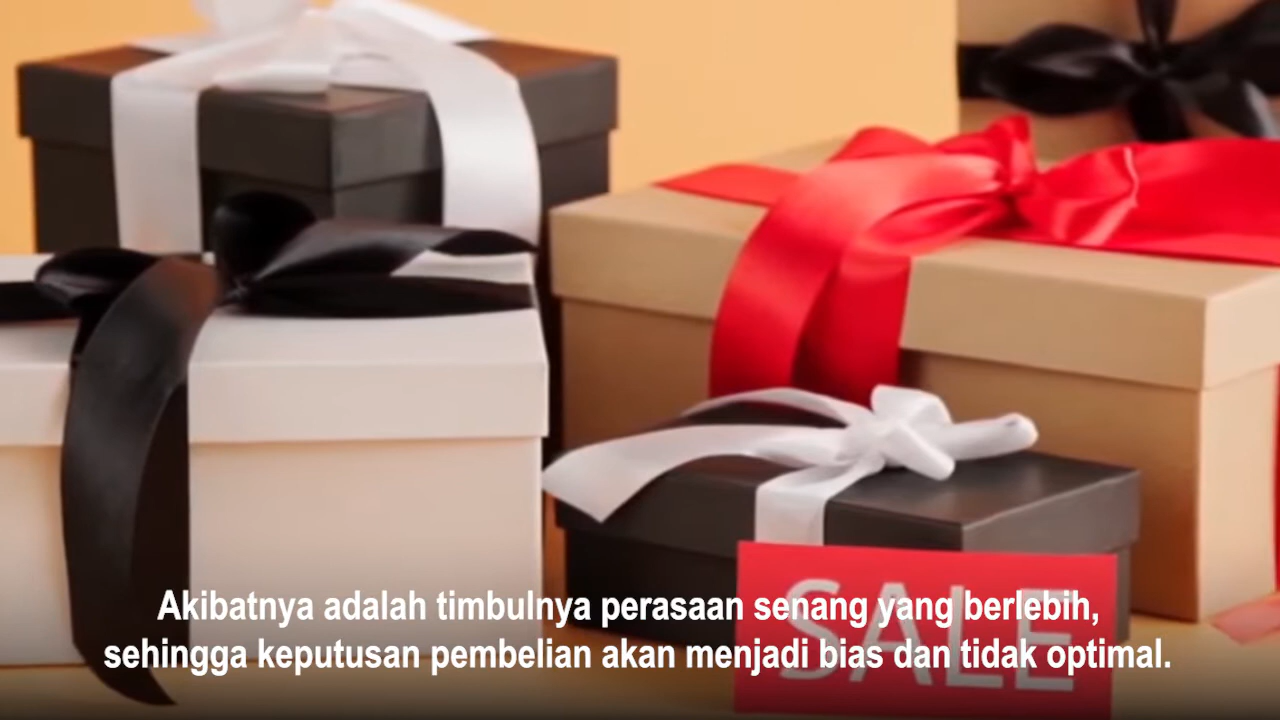 Akibatnya adalah timbulnya perasaan senang yang berlebih,
sehingga keputusan pembelian akan menjadi bias dan tidak optimal.
SALE